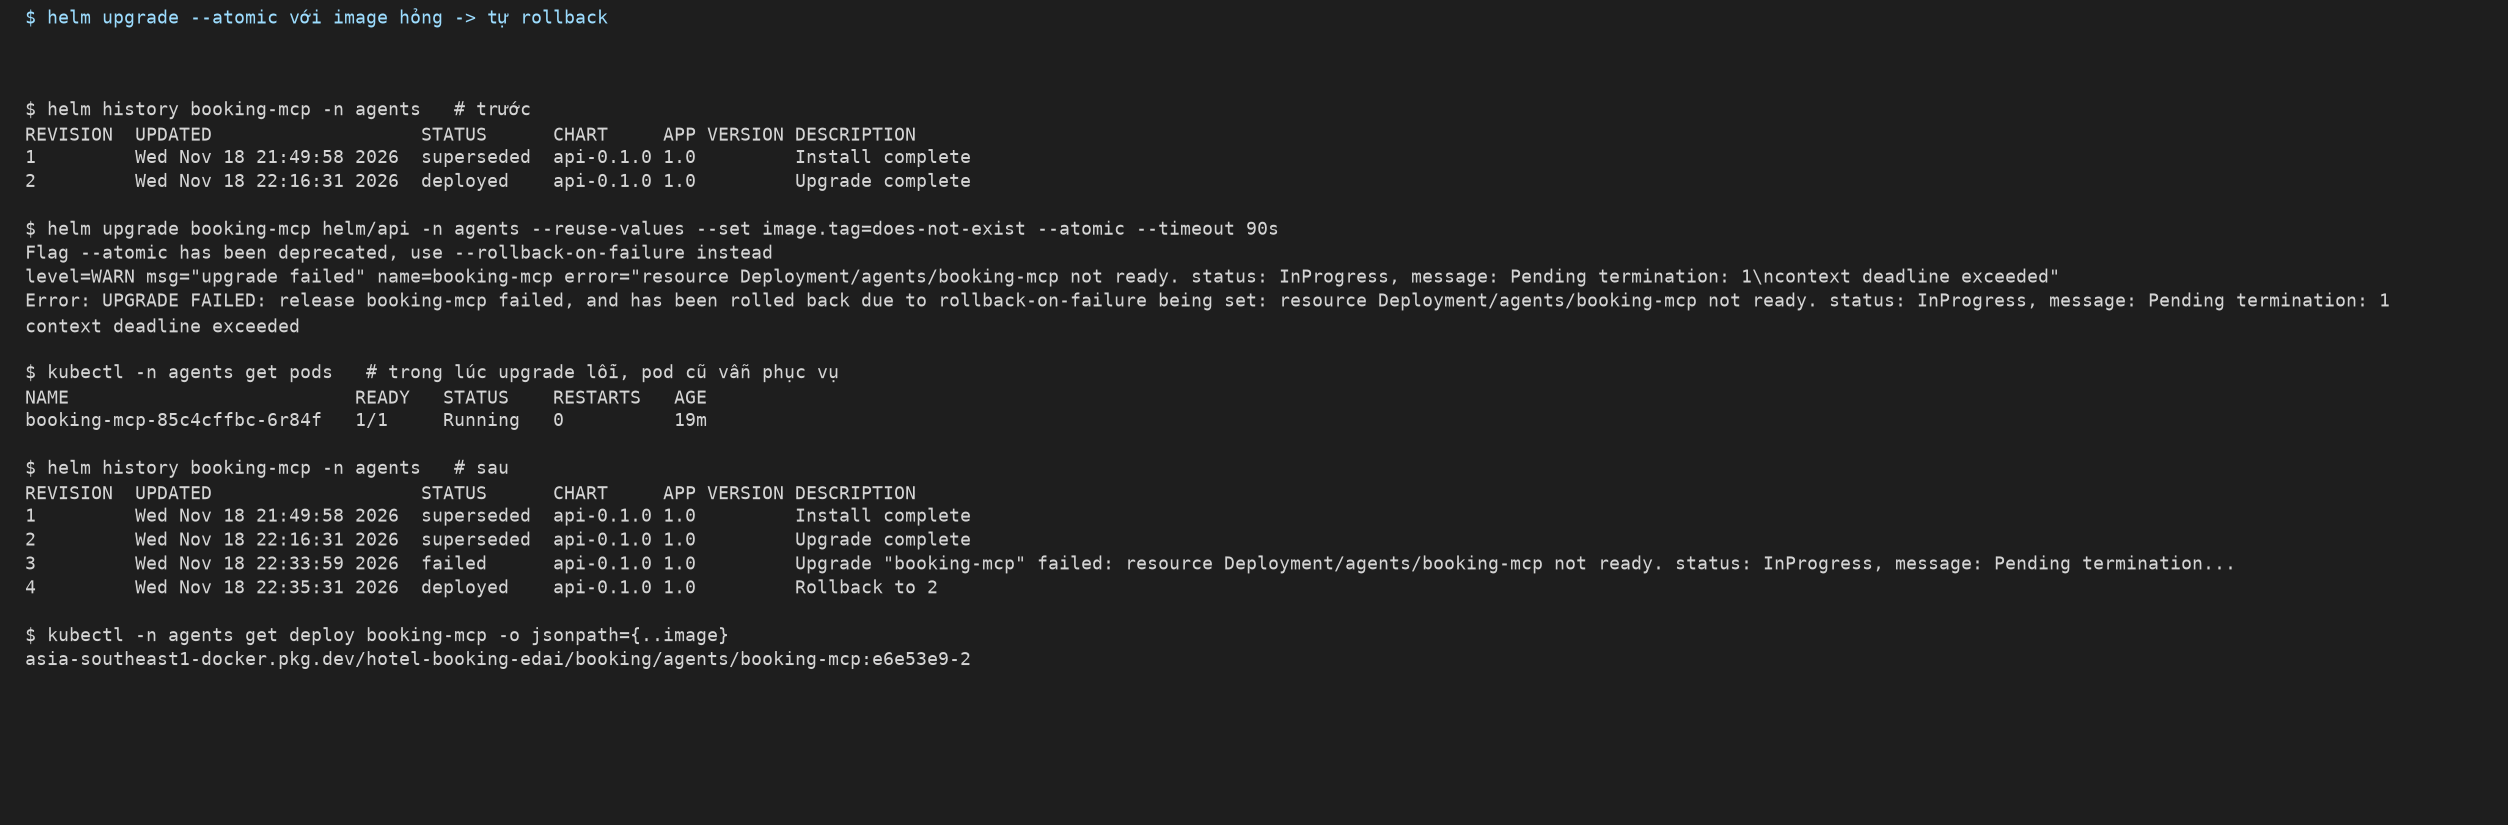 $ helm upgrade --atomic với image hỏng -> tự rollback
$ helm history booking-mcp -n agents   # trước
REVISION  UPDATED                   STATUS      CHART     APP VERSION DESCRIPTION
1         Wed Nov 18 21:49:58 2026  superseded  api-0.1.0 1.0         Install complete
2         Wed Nov 18 22:16:31 2026  deployed    api-0.1.0 1.0         Upgrade complete
$ helm upgrade booking-mcp helm/api -n agents --reuse-values --set image.tag=does-not-exist --atomic --timeout 90s
Flag --atomic has been deprecated, use --rollback-on-failure instead
level=WARN msg="upgrade failed" name=booking-mcp error="resource Deployment/agents/booking-mcp not ready. status: InProgress, message: Pending termination: 1\ncontext deadline exceeded"
Error: UPGRADE FAILED: release booking-mcp failed, and has been rolled back due to rollback-on-failure being set: resource Deployment/agents/booking-mcp not ready. status: InProgress, message: Pending termination: 1
context deadline exceeded
$ kubectl -n agents get pods   # trong lúc upgrade lỗi, pod cũ vẫn phục vụ
NAME                          READY   STATUS    RESTARTS   AGE
booking-mcp-85c4cffbc-6r84f   1/1     Running   0          19m
$ helm history booking-mcp -n agents   # sau
REVISION  UPDATED                   STATUS      CHART     APP VERSION DESCRIPTION
1         Wed Nov 18 21:49:58 2026  superseded  api-0.1.0 1.0         Install complete
2         Wed Nov 18 22:16:31 2026  superseded  api-0.1.0 1.0         Upgrade complete
3         Wed Nov 18 22:33:59 2026  failed      api-0.1.0 1.0         Upgrade "booking-mcp" failed: resource Deployment/agents/booking-mcp not ready. status: InProgress, message: Pending termination...
4         Wed Nov 18 22:35:31 2026  deployed    api-0.1.0 1.0         Rollback to 2
$ kubectl -n agents get deploy booking-mcp -o jsonpath={..image}
asia-southeast1-docker.pkg.dev/hotel-booking-edai/booking/agents/booking-mcp:e6e53e9-2